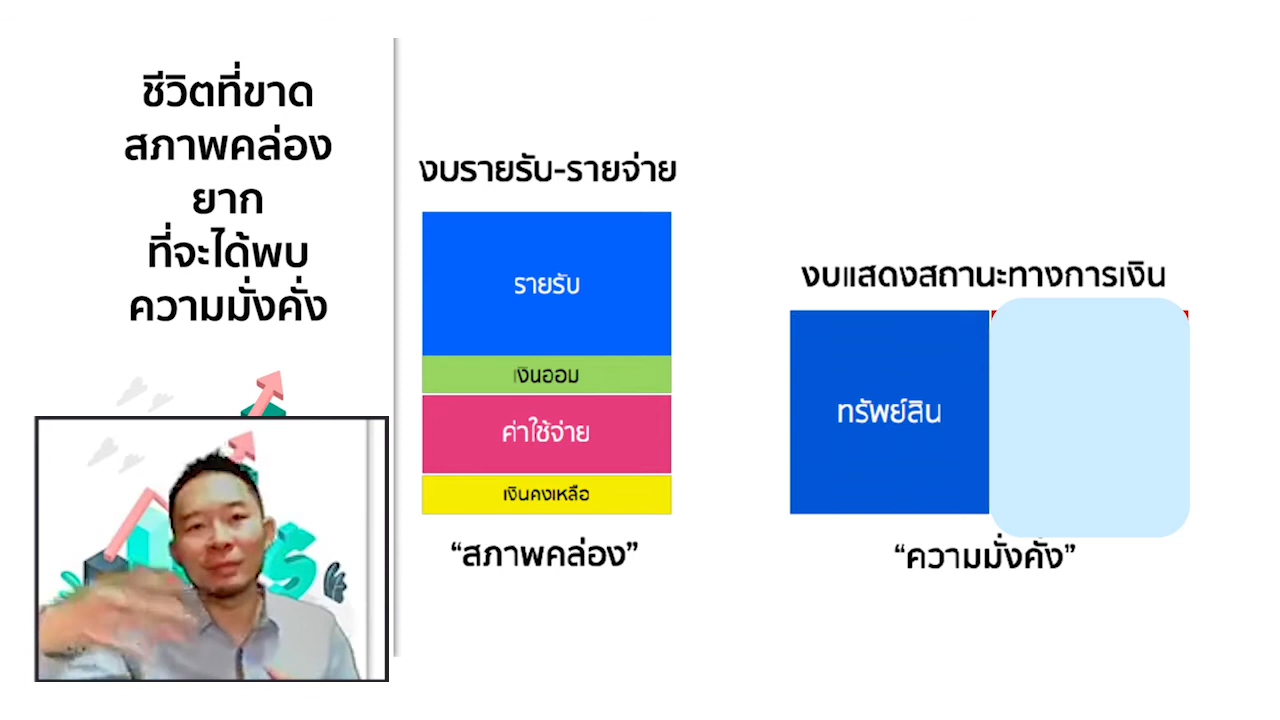 ชีวิตที่ขาด
สภาพคล่อง
ยาก
ที่จะได้พบ
ความมั่งคั่ง
งบรายรับ-รายจ่าย
รายรับ
เงินออม
ค่าใช้จ่าย
เงินคงเหลือ
“สภาพคล่อง”
งบแสดงสถานะทางการเงิน
ทรัพย์สิน
“ความมั่งคั่ง”